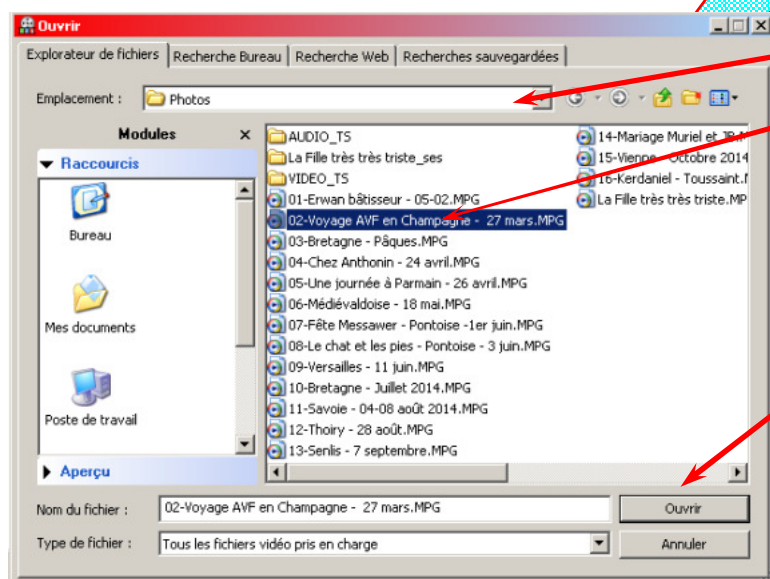 Ouvrir
Explorateur de fichiers Recherche Bureau Recherche Web Recherches sauvegardées
Emplacement : Photos
Modules
Raccourcis
Bureau
Mes documents
Poste de travail
Aperçu
AUDIO_TS
La Fille très très triste_ses
VIDEO_TS
01-Erwan bâtisseur - 05-02.MPG
02-Voyage AVF en Champagne - 27 mars.MPG
03-Bretagne - Pâques.MPG
04-Chez Anthonin - 24 avril.MPG
05-Une journée à Parmain - 26 avril.MPG
06-Médiévaldoise - 18 mai.MPG
07-Fête Messawer - Pontoise -1er juin.MPG
08-Le chat et les pies - Pontoise - 3 juin.MPG
09-Versailles - 11 juin.MPG
10-Bretagne - Juillet 2014.MPG
11-Savoie - 04-08 août 2014.MPG
12-Thoiry - 28 août.MPG
13-Senlis - 7 septembre.MPG
14-Mariage Muriel et JP.M
15-Vienne - Octobre 2014
16-Kerdaniel - Toussaint.
La Fille très très triste.MP
Nom du fichier : 02-Voyage AVF en Champagne - 27 mars.MPG Ouvrir
Type de fichier : Tous les fichiers vidéo pris en charge Annuler